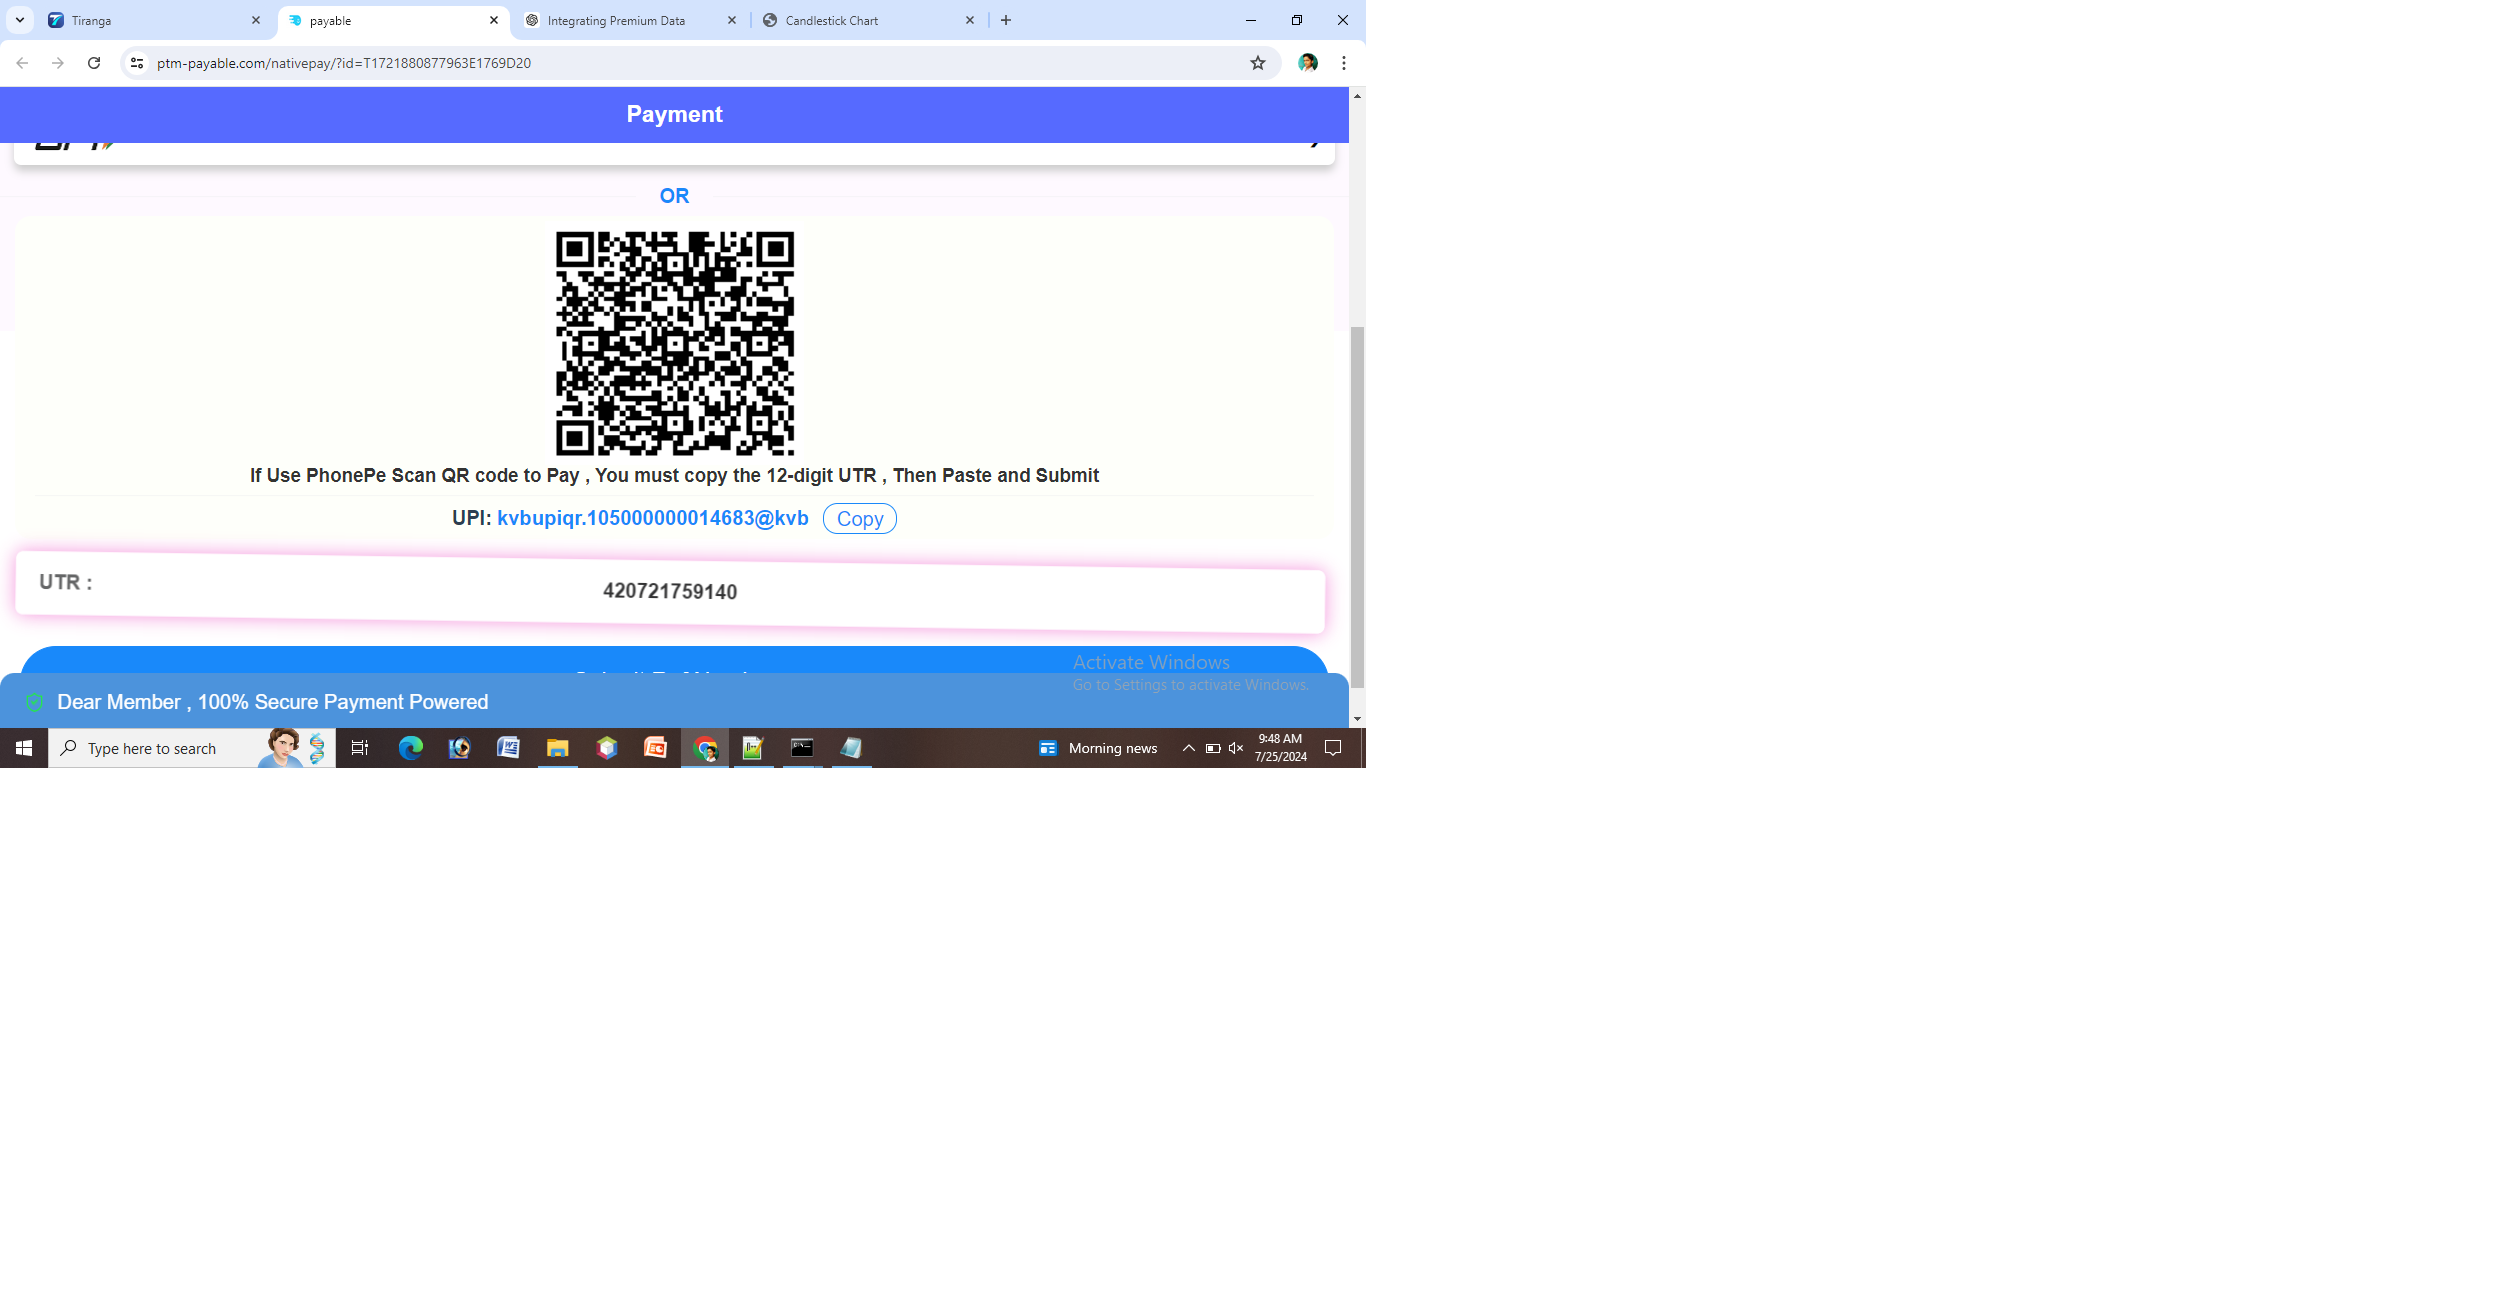 Tiranga
payable
Integrating Premium Data
Candlestick Chart
ptm-payable.com/nativepay/?id=T1721880877963E1769D20
Payment
OR
If Use PhonePe Scan QR code to Pay , You must copy the 12-digit UTR , Then Paste and Submit
UPI: kvbupiqr.105000000014683@kvb Copy
UTR :
420721759140
Activate Windows
Go to Settings to activate Windows.
Dear Member , 100% Secure Payment Powered
Type here to search
Morning news
9:48 AM
7/25/2024